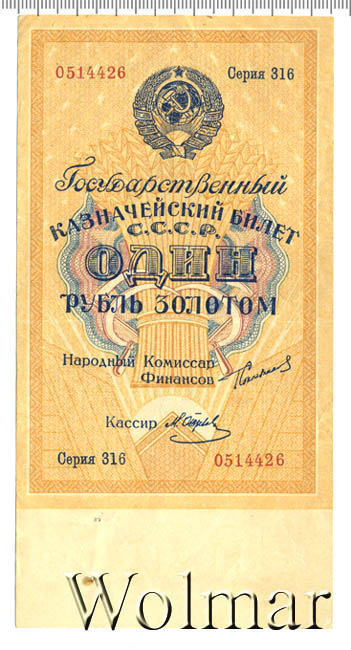 0514426 Серия 316
Государственный
казначейский билет
С.С.С.Р.
ОДИН
РУБЛЬ ЗОЛОТОМ
Народный Комиссар
Финансов
Кассир
Серия 316 0514426
Wolmar